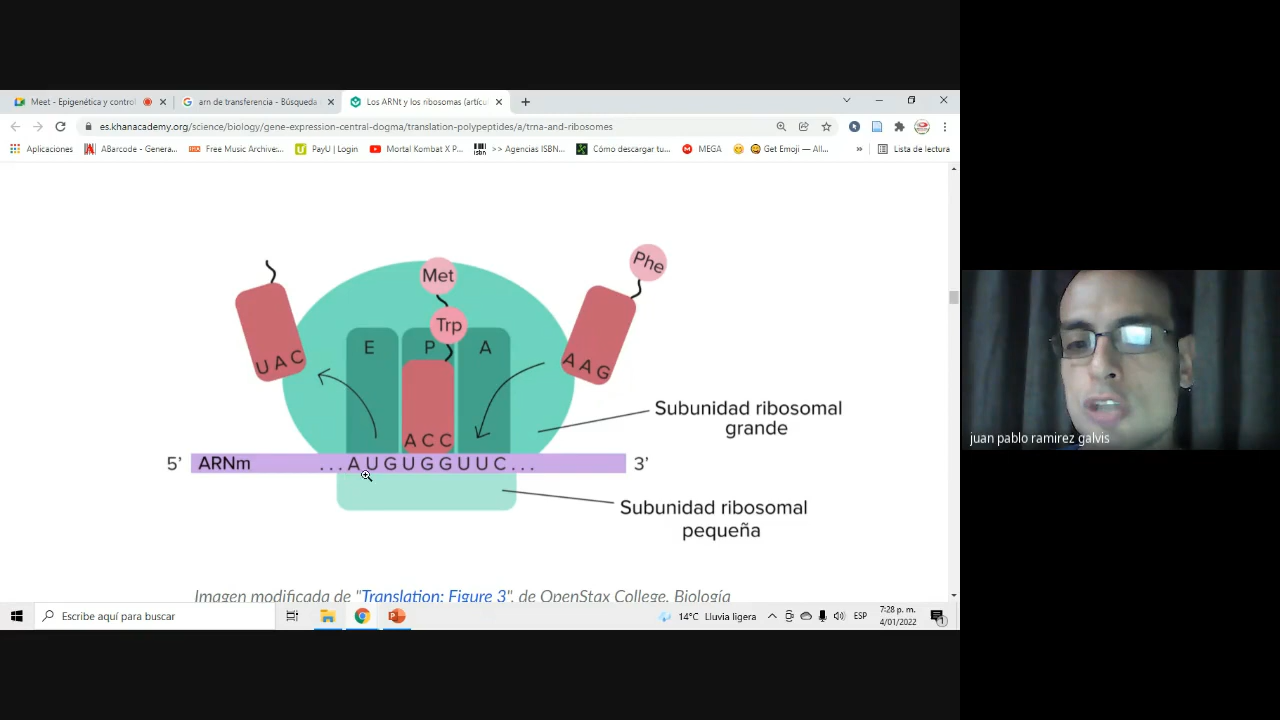 Meet - Epigenética y control
arn de transferencia - Búsqueda
Los ARNt y los ribosomas (artícu
es.khanacademy.org/science/biology/gene-expression-central-dogma/translation-polypeptides/a/trna-and-ribosomes
Aplicaciones
ABarcode - Genera...
Free Music Archive...
PayU | Login
Mortal Kombat X P...
isbn
>> Agencias ISBN...
Cómo descargar tu...
MEGA
Get Emoji — All...
»
Lista de lectura
Phe
Met
Trp
E P A
UAC
AAG
Subunidad ribosomal
grande
ACC
5’ ARNm ...AUGUGGUUC... 3’
Subunidad ribosomal
pequeña
Imagen modificada de "Translation: Figure 3", de OpenStax College, Biología
juan pablo ramirez galvis
Escribe aquí para buscar
14°C Lluvia ligera
ESP
7:28 p. m.
4/01/2022
1